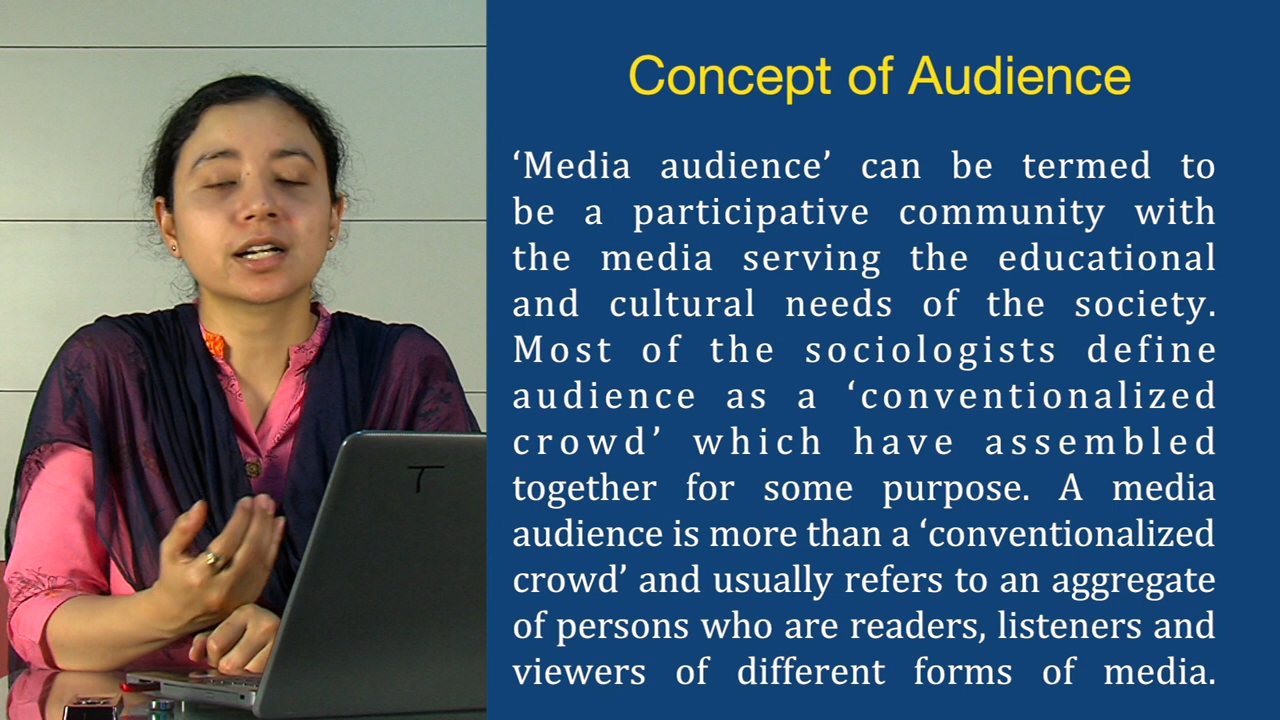 Concept of Audience
‘Media audience’ can be termed to
be a participative community with
the media serving the educational
and cultural needs of the society.
Most of the sociologists define
audience as a ‘conventionalized
crowd’ which have assembled
together for some purpose. A media
audience is more than a ‘conventionalized
crowd’ and usually refers to an aggregate
of persons who are readers, listeners and
viewers of different forms of media.
T